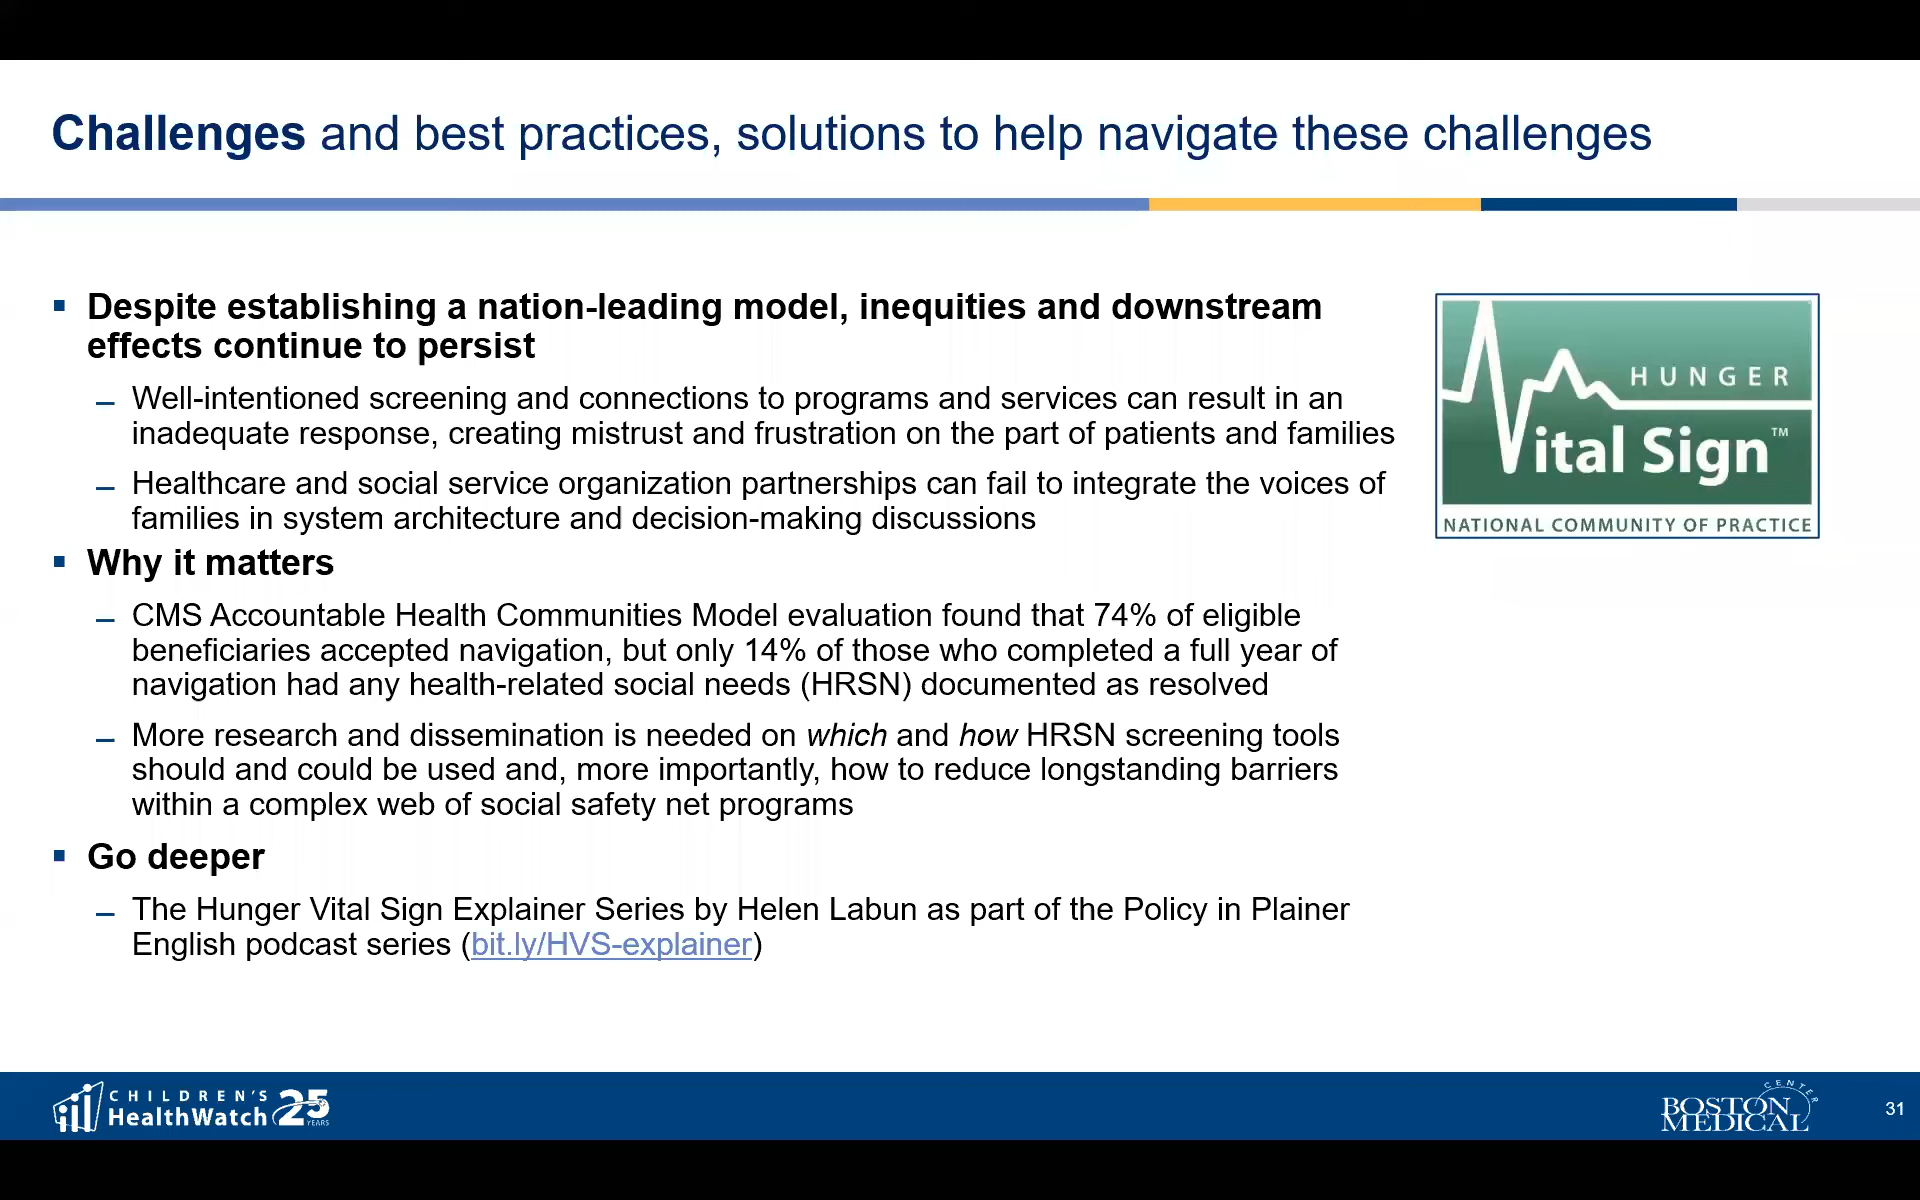 Challenges and best practices, solutions to help navigate these challenges
▪ Despite establishing a nation-leading model, inequities and downstream
effects continue to persist
– Well-intentioned screening and connections to programs and services can result in an
inadequate response, creating mistrust and frustration on the part of patients and families
– Healthcare and social service organization partnerships can fail to integrate the voices of
families in system architecture and decision-making discussions
▪ Why it matters
– CMS Accountable Health Communities Model evaluation found that 74% of eligible
beneficiaries accepted navigation, but only 14% of those who completed a full year of
navigation had any health-related social needs (HRSN) documented as resolved
– More research and dissemination is needed on which and how HRSN screening tools
should and could be used and, more importantly, how to reduce longstanding barriers
within a complex web of social safety net programs
▪ Go deeper
– The Hunger Vital Sign Explainer Series by Helen Labun as part of the Policy in Plainer
English podcast series (bit.ly/HVS-explainer)
HUNGER
Vital Sign™
NATIONAL COMMUNITY OF PRACTICE
CHILDREN'S
HealthWatch
25
YEARS
BOSTON
MEDICAL
CENTER
31